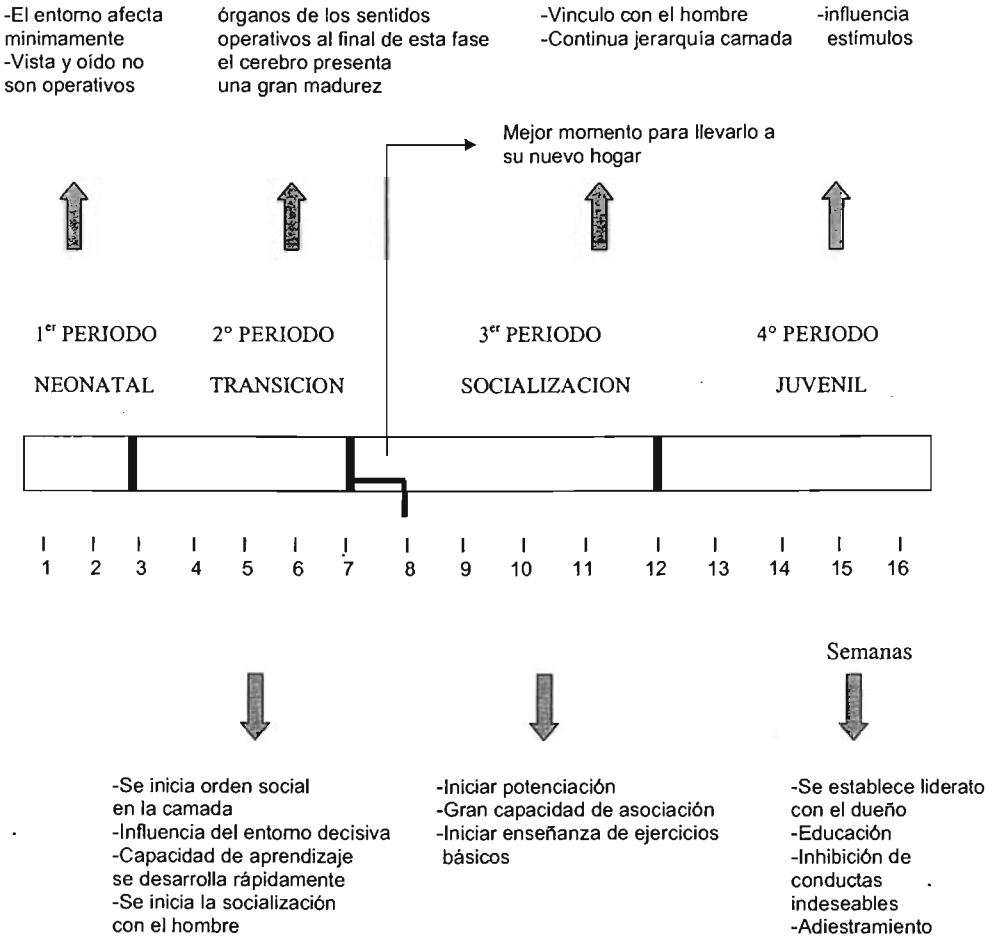 -El entorno afecta
minimamente
-Vista y oído no
son operativos
órganos de los sentidos
operativos al final de esta fase
el cerebro presenta
una gran madurez
-Vinculo con el hombre
-Continua jerarquía camada
-influencia
estímulos
Mejor momento para llevarlo a
su nuevo hogar
1er PERIODO
NEONATAL
2º PERIODO
TRANSICION
3er PERIODO
SOCIALIZACION
4º PERIODO
JUVENIL
1 2 3 4 5 6 7 8 9 10 11 12 13 14 15 16
Semanas
-Se inicia orden social
en la camada
-Influencia del entorno decisiva
-Capacidad de aprendizaje
se desarrolla rápidamente
-Se inicia la socialización
con el hombre
-Iniciar potenciación
-Gran capacidad de asociación
-Iniciar enseñanza de ejercicios
básicos
-Se establece liderato
con el dueño
-Educación
-Inhibición de
conductas
indeseables
-Adiestramiento